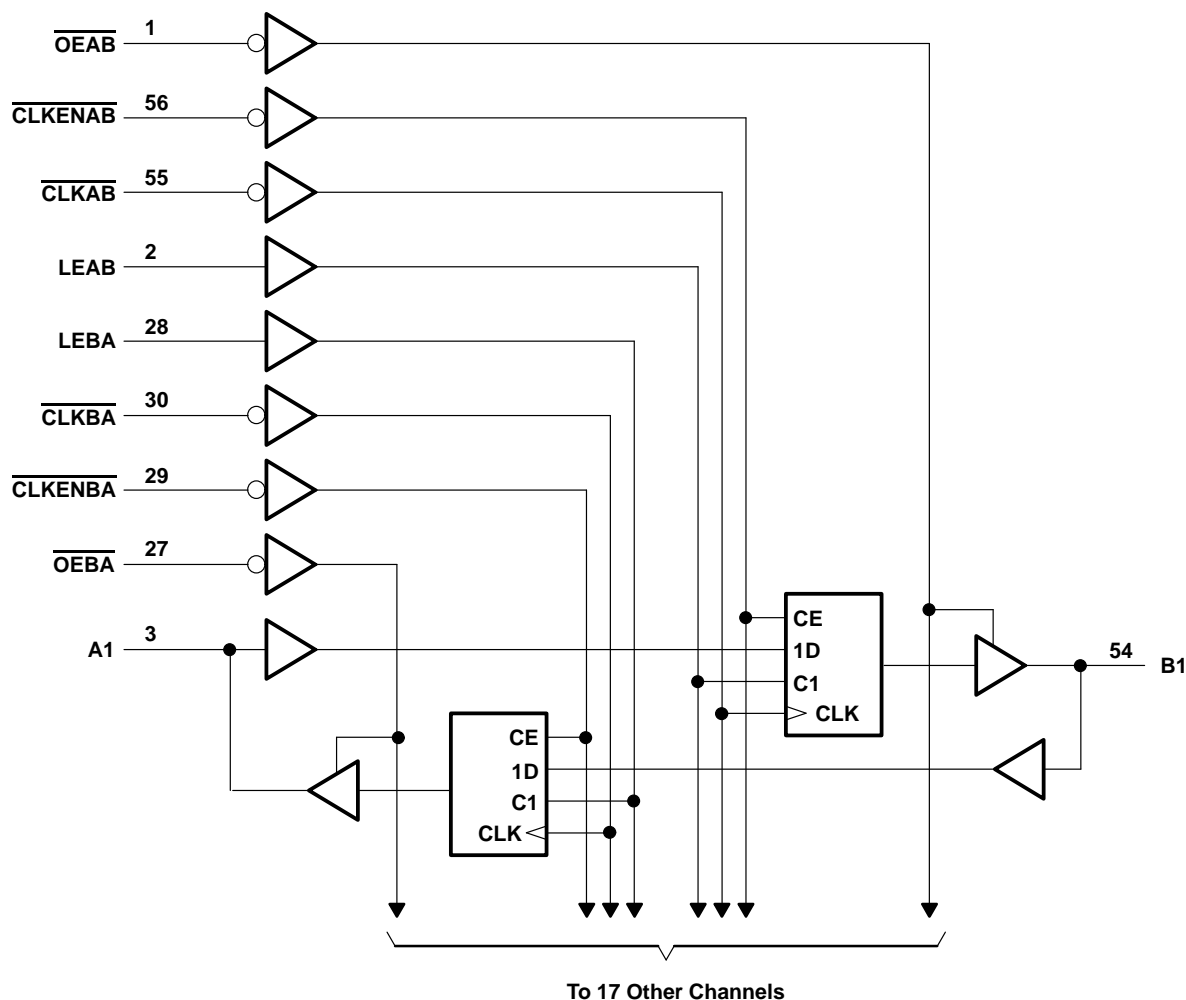 OEAB 1
CLKENAB 56
CLKAB 55
LEAB 2
LEBA 28
CLKBA 30
CLKENBA 29
OEBA 27
A1 3
CE
1D
C1
CLK
54 B1
CE
1D
C1
CLK
To 17 Other Channels